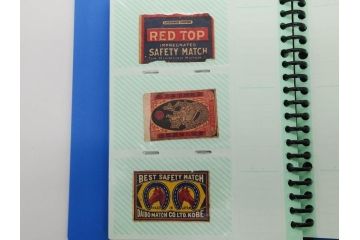 RED TOP
IMPREGNATED
SAFETY MATCH
BEST SAFETY MATCH
DAIDO MATCH CO. LTD. KOBE